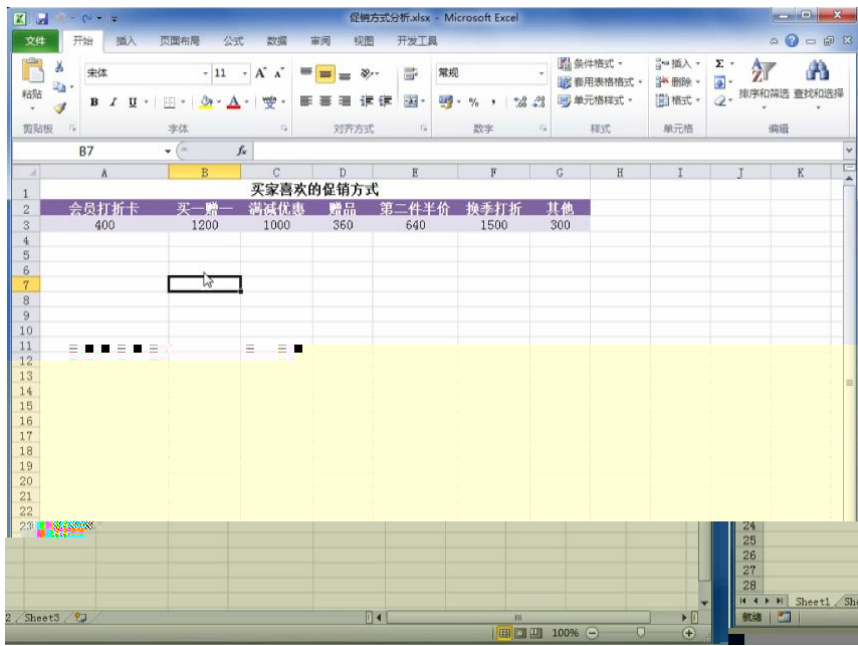 促销方式分析.xlsx - Microsoft Excel
文件 开始 插入 页面布局 公式 数据 审阅 视图 开发工具
宋体 11 A A 常规 条件格式 插入 Σ
粘贴 套用表格格式 删除 排序和筛选 查找和选择
B I U A % , 单元格样式 格式
剪贴板 字体 对齐方式 数字 样式 单元格 编辑
B7 fx
A B C D E F G H I J K
1 买家喜欢的促销方式
2 会员打折卡 买一赠一 满减优惠 赠品 第二件半价 换季打折 其他
3 400 1200 1000 360 640 1500 300
4
5
6
7
8
9
10
11
12
13
14
15
16
17
18
19
20
21
22
23 24
25
26
27
28
2 Sheet3 Sheet1 Sh
就绪
100%